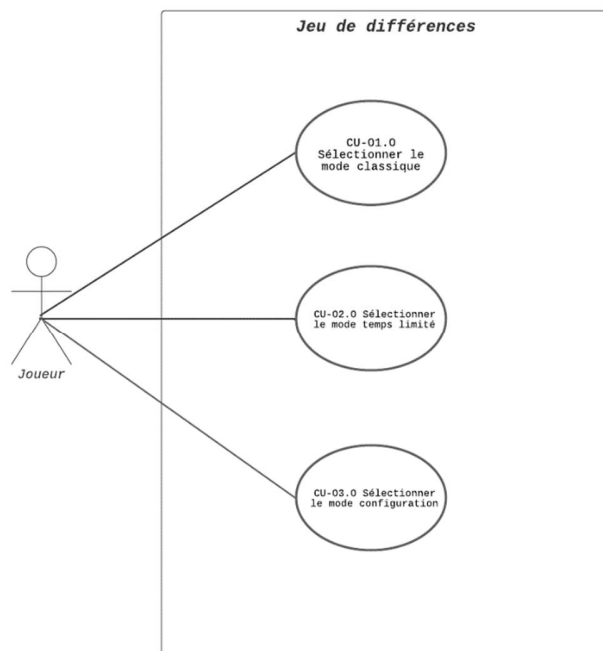 Jeu de différences
CU-01.0
Sélectionner le
mode classique
CU-02.0 Sélectionner
le mode temps limité
Joueur
CU-03.0 Sélectionner
le mode configuration